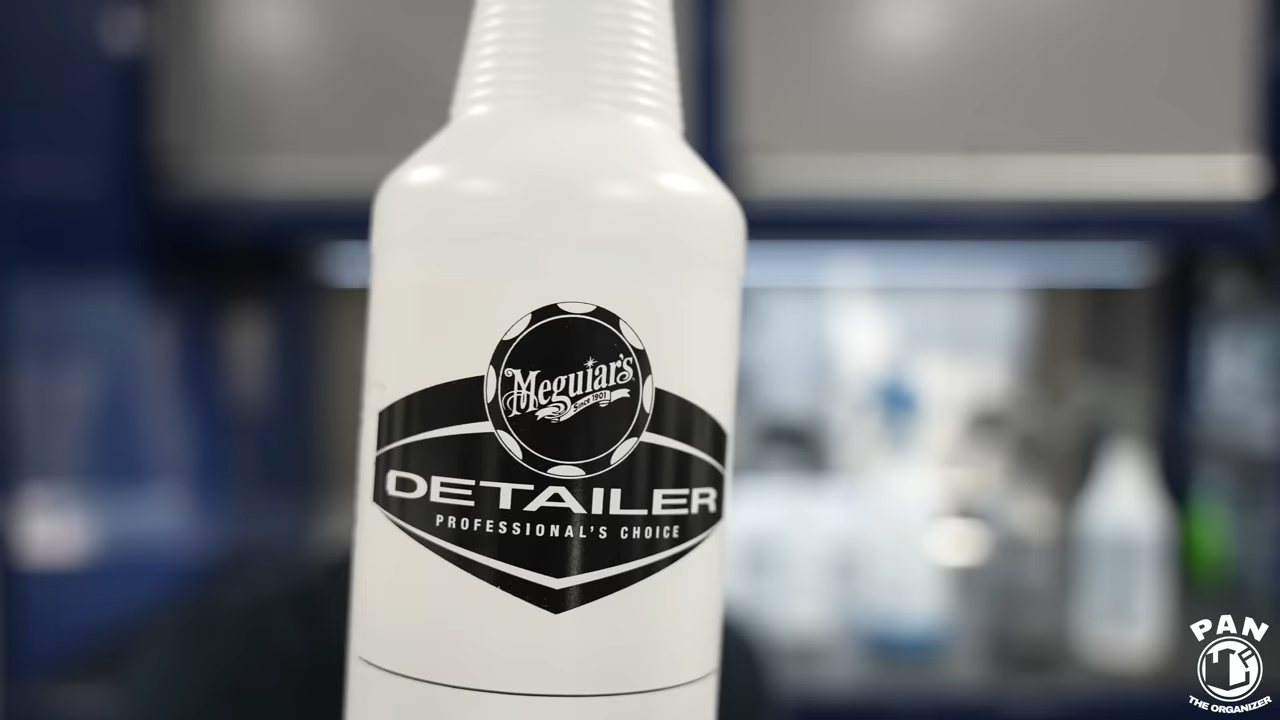 Meguiar's
Since 1901
DETAILER
PROFESSIONAL'S CHOICE
PAN
THE ORGANIZER